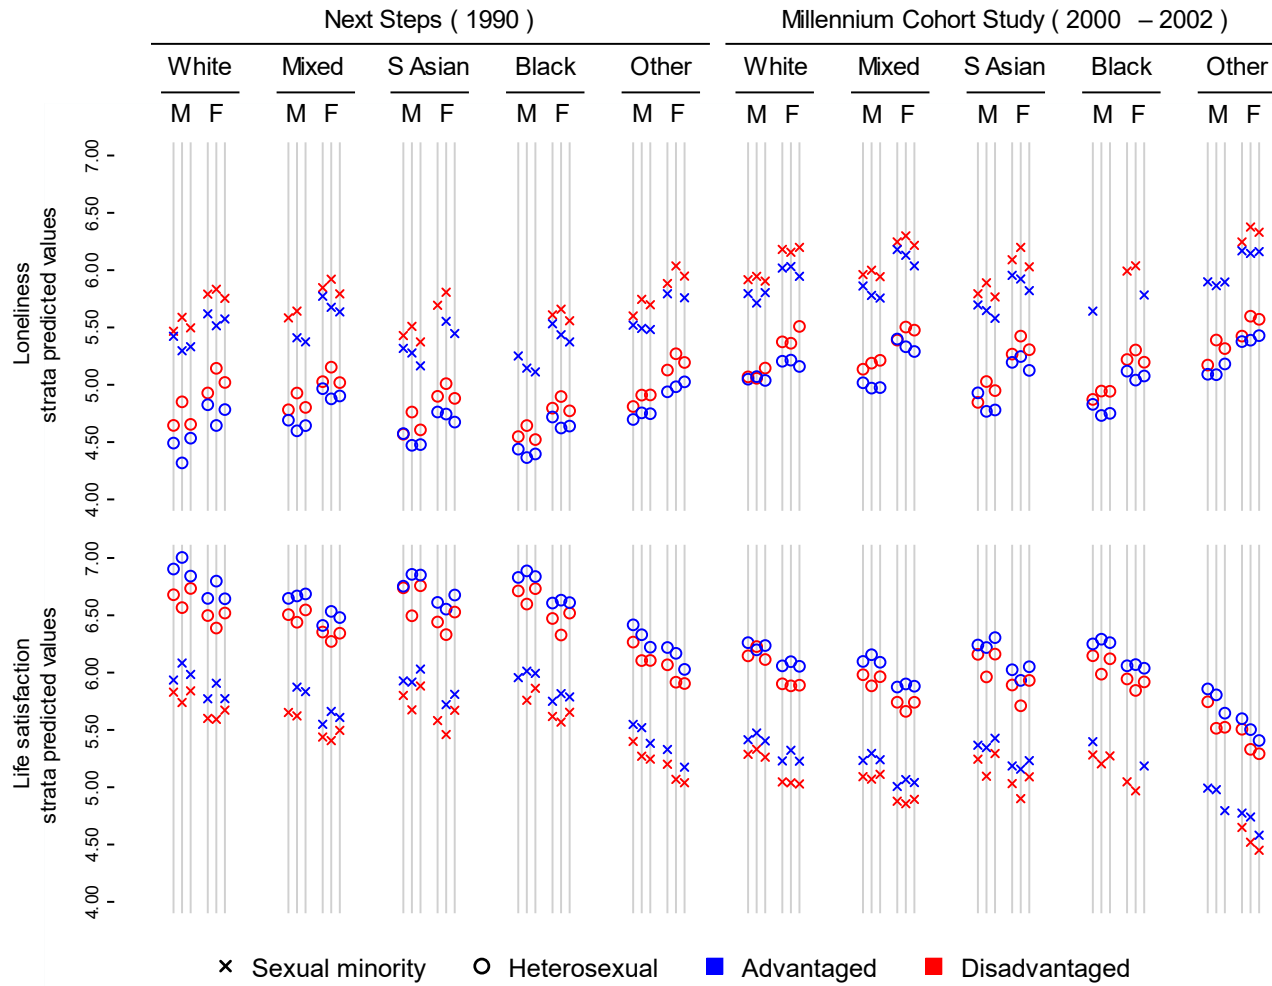 Next Steps ( 1990 )
Millennium Cohort Study ( 2000 – 2002 )
White Mixed S Asian Black Other White Mixed S Asian Black Other
M F M F M F M F M F M F M F M F M F M F
Loneliness
strata predicted values
7.00
6.50
6.00
5.50
5.00
4.50
4.00
Life satisfaction
strata predicted values
7.00
6.50
6.00
5.50
5.00
4.50
4.00
Sexual minority Heterosexual Advantaged Disadvantaged